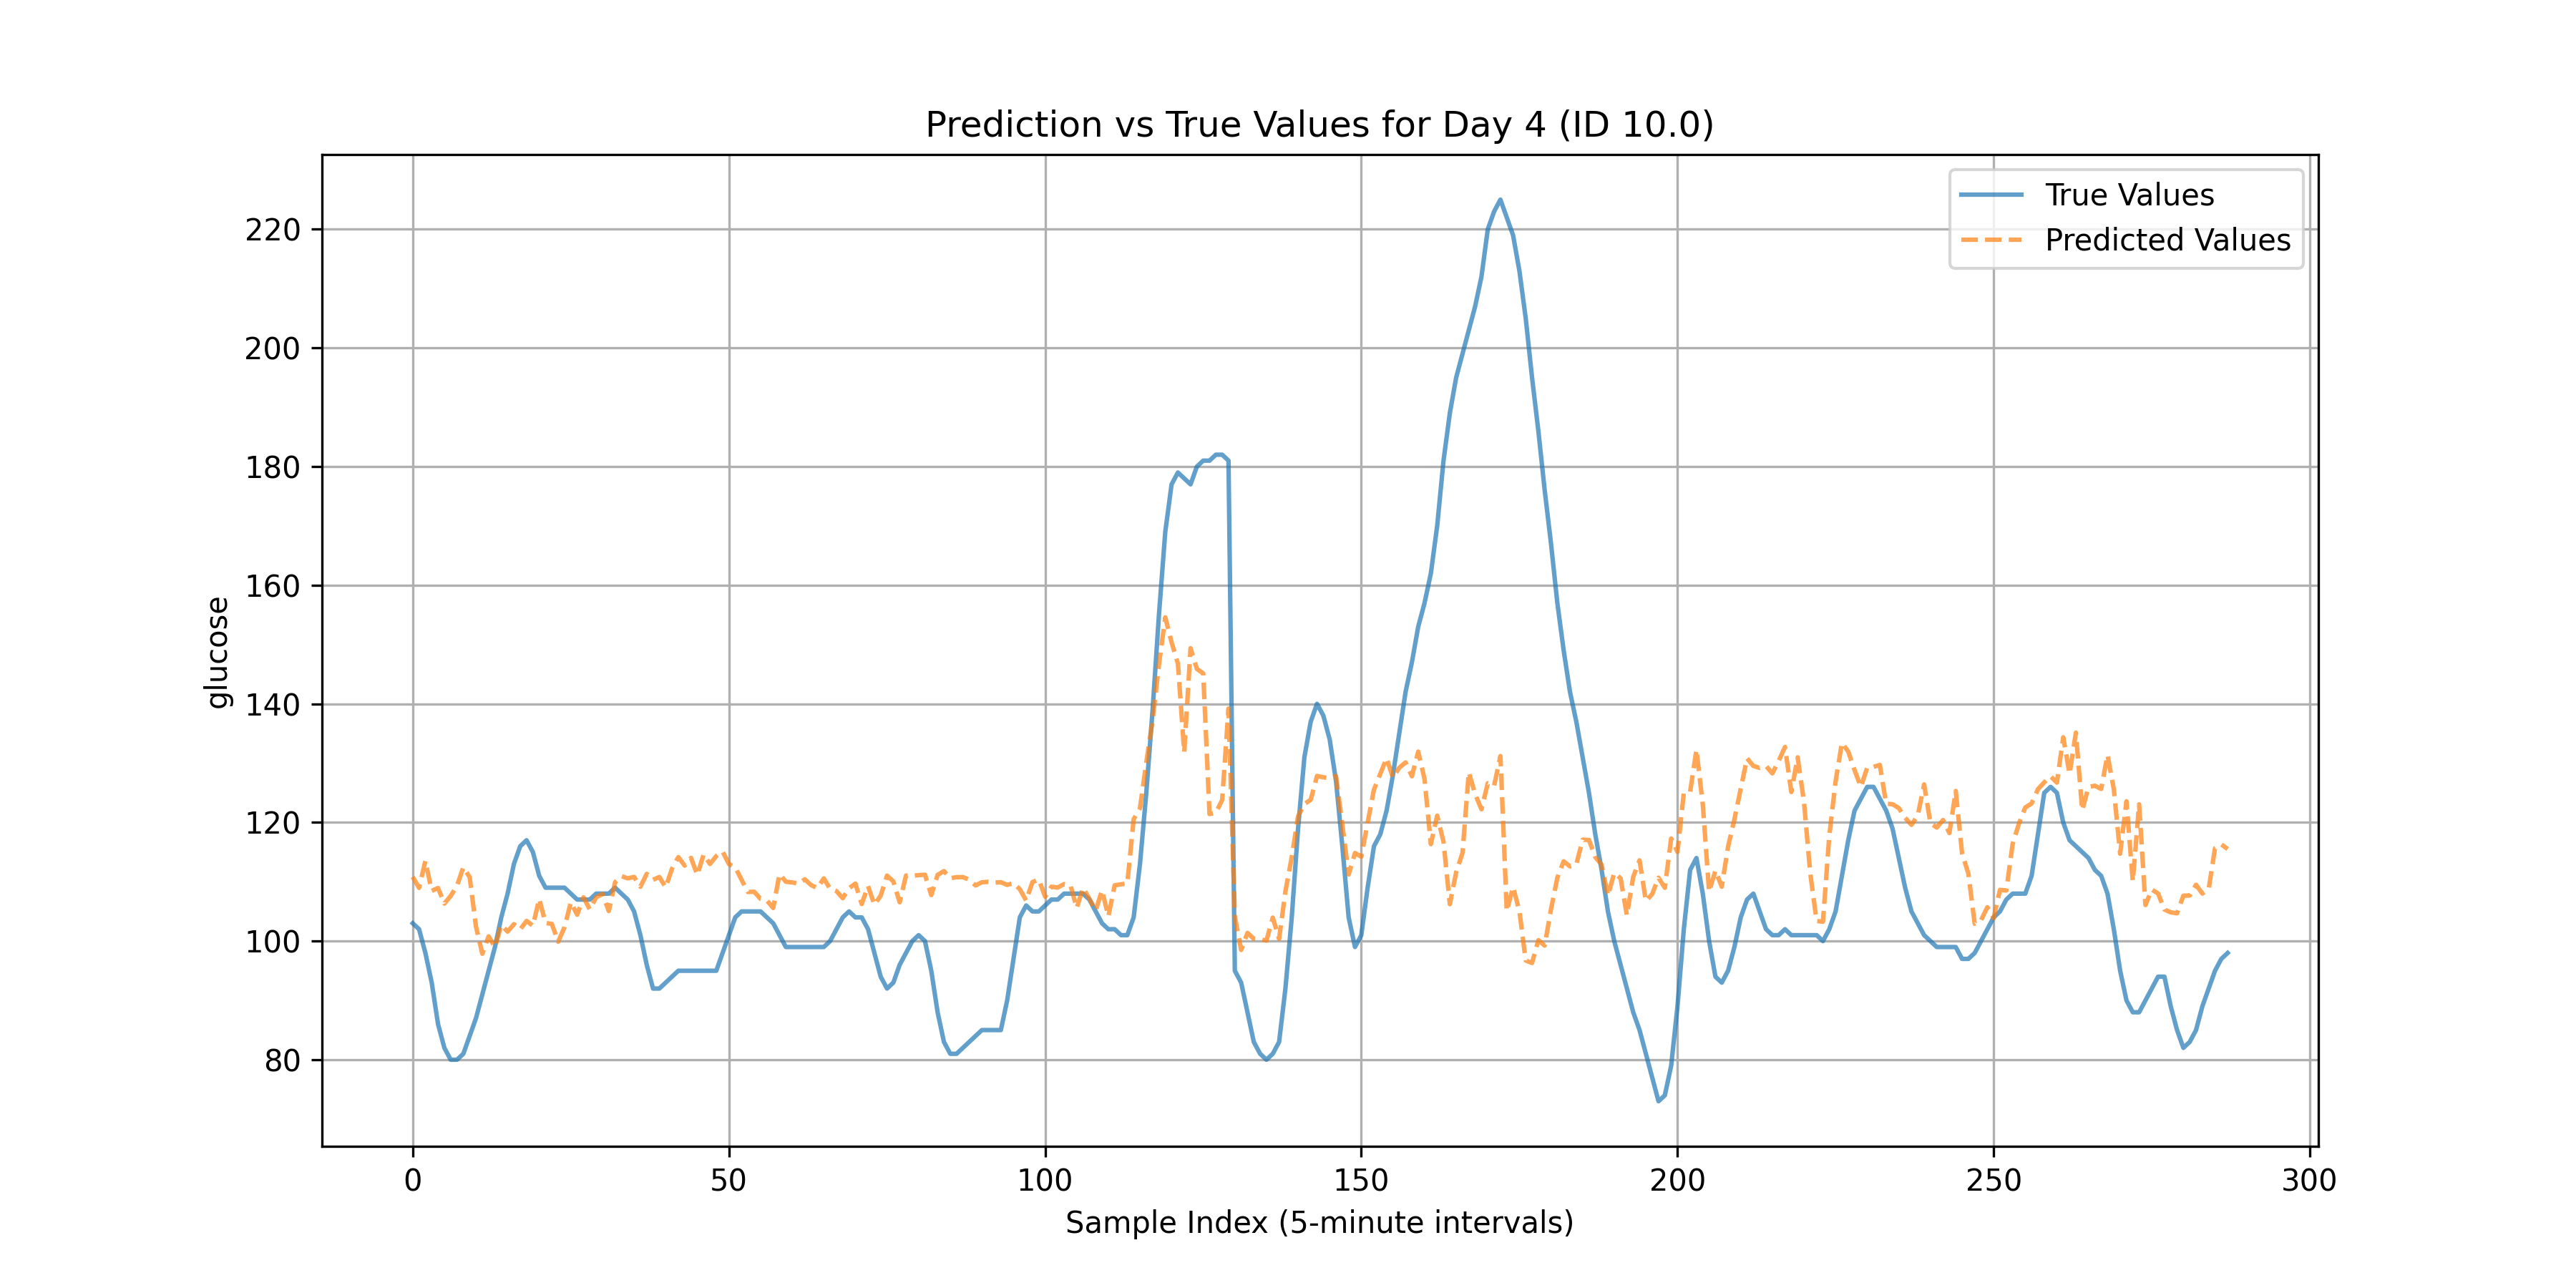 Prediction vs True Values for Day 4 (ID 10.0)
True Values
Predicted Values
glucose
220
200
180
160
140
120
100
80
0 50 100 150 200 250 300
Sample Index (5-minute intervals)